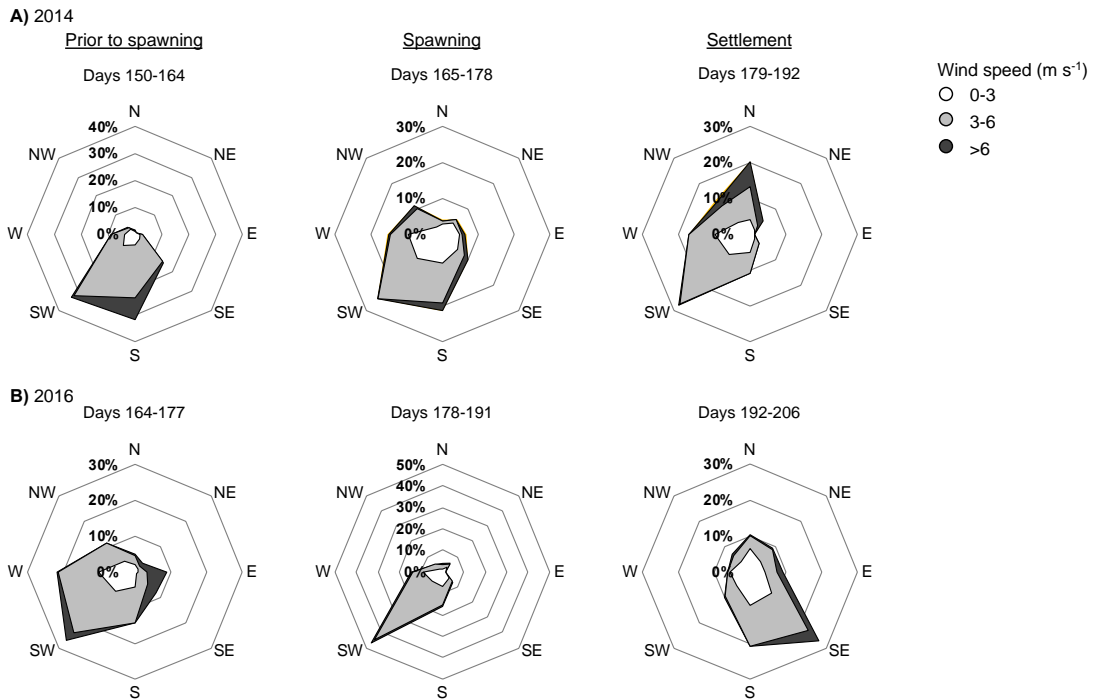 A) 2014
Prior to spawning
Spawning
Settlement
Days 150-164
Days 165-178
Days 179-192
Wind speed (m s-1)
0-3
3-6
>6
N
40%
30%
20%
10%
0%
NW
NE
W
E
SW
SE
S
N
30%
20%
10%
0%
NW
NE
W
E
SW
SE
S
N
30%
20%
10%
0%
NW
NE
W
E
SW
SE
S
B) 2016
Days 164-177
Days 178-191
Days 192-206
N
30%
20%
10%
0%
NW
NE
W
E
SW
SE
S
N
50%
40%
30%
20%
10%
0%
NW
NE
W
E
SW
SE
S
N
30%
20%
10%
0%
NW
NE
W
E
SW
SE
S